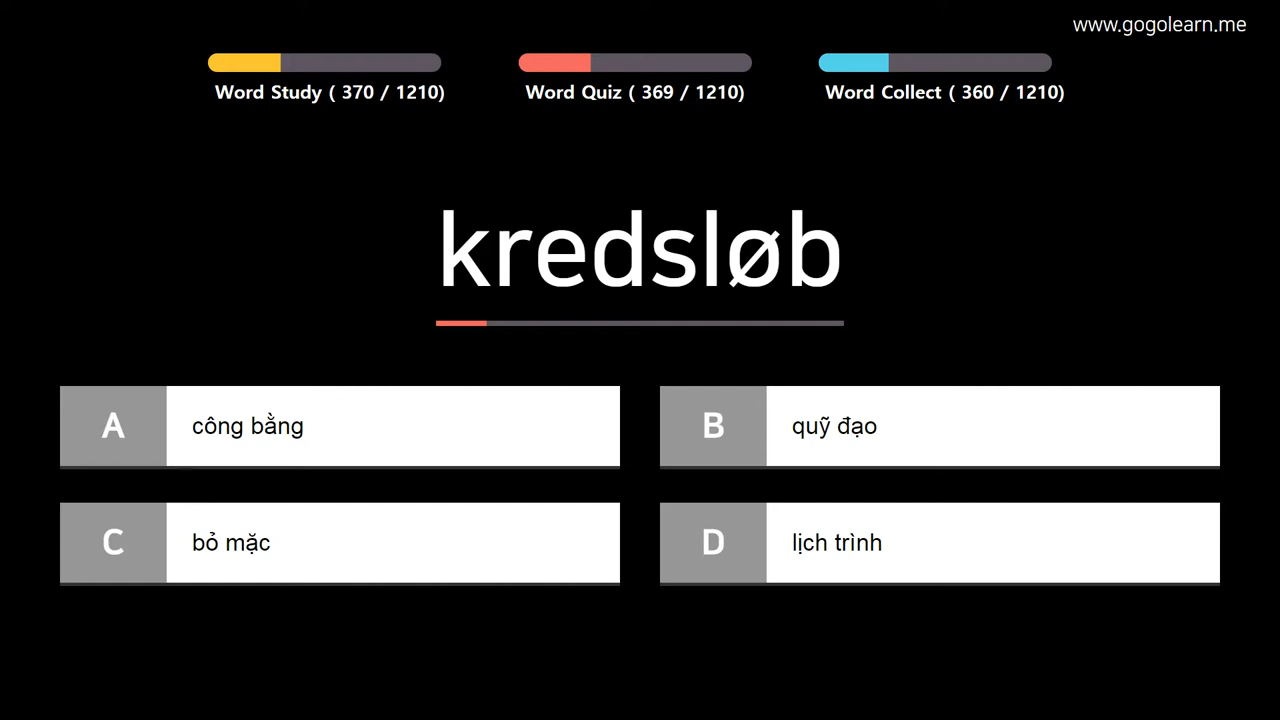 www.gogolearn.me
Word Study ( 370 / 1210)
Word Quiz ( 369 / 1210)
Word Collect ( 360 / 1210)
kredsløb
A công bằng
B quỹ đạo
C bỏ mặc
D lịch trình